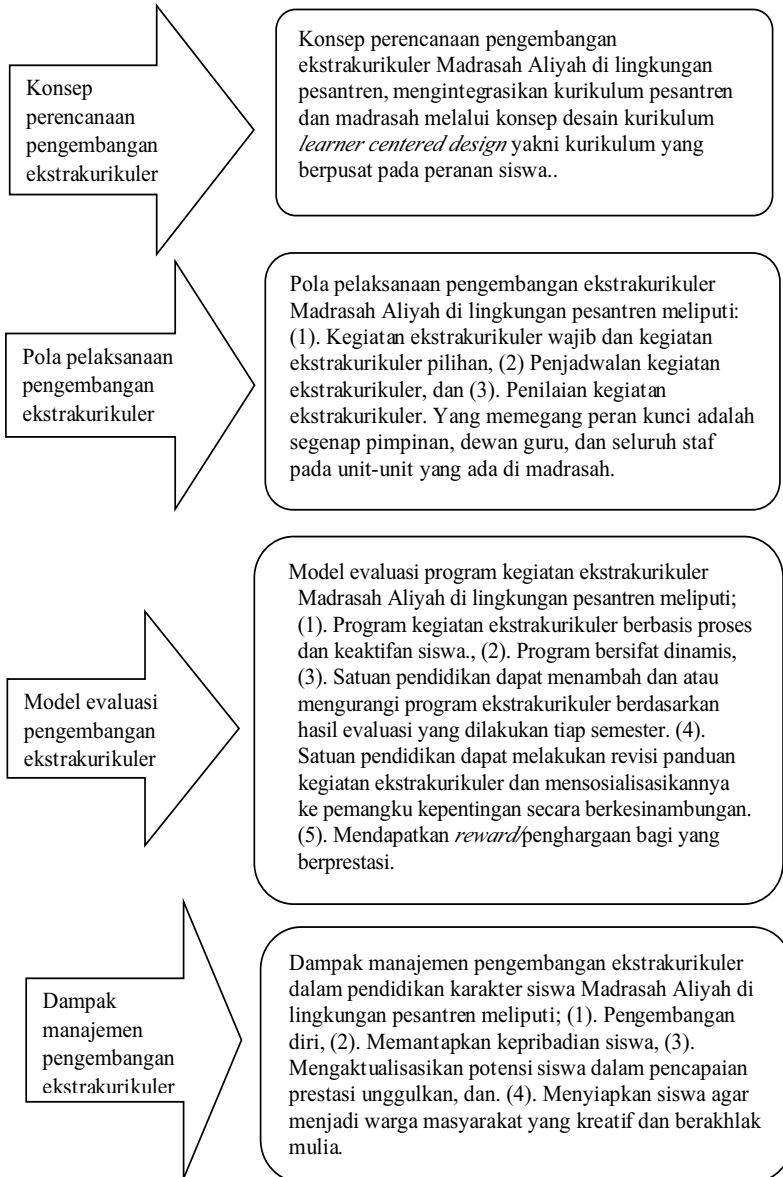 Konsep
perencanaan
pengembangan
ekstrakurikuler
Konsep perencanaan pengembangan
ekstrakurikuler Madrasah Aliyah di lingkungan
pesantren, mengintegrasikan kurikulum pesantren
dan madrasah melalui konsep desain kurikulum
learner centered design yakni kurikulum yang
berpusat pada peranan siswa..
Pola pelaksanaan
pengembangan
ekstrakurikuler
Pola pelaksanaan pengembangan ekstrakurikuler
Madrasah Aliyah di lingkungan pesantren meliputi:
(1). Kegiatan ekstrakurikuler wajib dan kegiatan
ekstrakurikuler pilihan, (2) Penjadwalan kegiatan
ekstrakurikuler, dan (3). Penilaian kegiatan
ekstrakurikuler. Yang memegang peran kunci adalah
segenap pimpinan, dewan guru, dan seluruh staf
pada unit-unit yang ada di madrasah.
Model evaluasi
pengembangan
ekstrakurikuler
Model evaluasi program kegiatan ekstrakurikuler
Madrasah Aliyah di lingkungan pesantren meliputi;
(1). Program kegiatan ekstrakurikuler berbasis proses
dan keaktifan siswa., (2). Program bersifat dinamis,
(3). Satuan pendidikan dapat menambah dan atau
mengurangi program ekstrakurikuler berdasarkan
hasil evaluasi yang dilakukan tiap semester. (4).
Satuan pendidikan dapat melakukan revisi panduan
kegiatan ekstrakurikuler dan mensosialisasikannya
ke pemangku kepentingan secara berkesinambungan.
(5). Mendapatkan reward/penghargaan bagi yang
berprestasi.
Dampak
manajemen
pengembangan
ekstrakurikuler
Dampak manajemen pengembangan ekstrakurikuler
dalam pendidikan karakter siswa Madrasah Aliyah di
lingkungan pesantren meliputi; (1). Pengembangan
diri, (2). Memantapkan kepribadian siswa, (3).
Mengaktualisasikan potensi siswa dalam pencapaian
prestasi unggulkan, dan. (4). Menyiapkan siswa agar
menjadi warga masyarakat yang kreatif dan berakhlak
mulia.